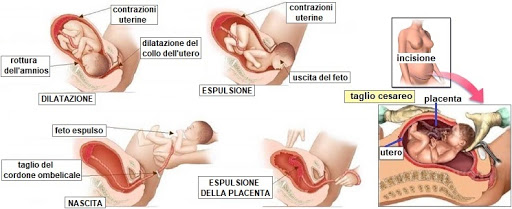 contrazioni
uterine
rottura
dell'amnios
dilatazione del
collo dell'utero
DILATAZIONE
contrazioni
uterine
uscita del feto
ESPULSIONE
feto espulso
taglio del
cordone ombelicale
NASCITA
ESPULSIONE
DELLA PLACENTA
incisione
taglio cesareo
placenta
utero